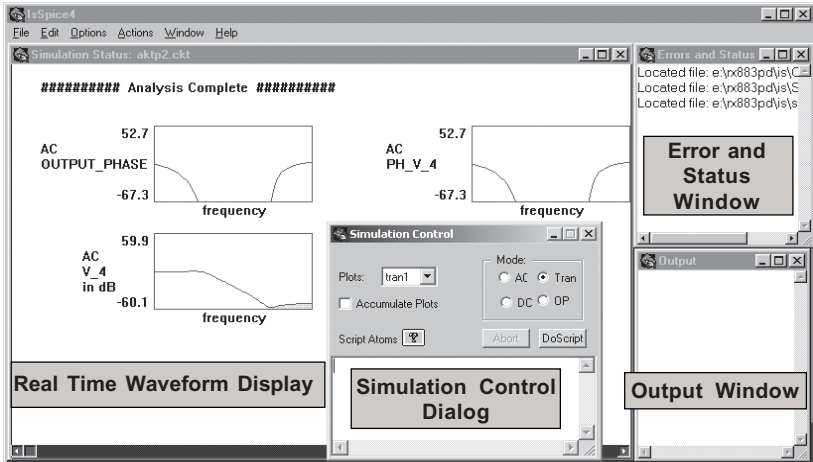 IsSpice4
File Edit Options Actions Window Help
Simulation Status: aktp2.ckt
########## Analysis Complete ##########
52.7
AC
OUTPUT_PHASE
-67.3
frequency
52.7
AC
PH_V_4
-67.3
frequency
59.9
AC
V_4
in dB
-60.1
frequency
Real Time Waveform Display
Simulation Control
Plots: tran1
Accumulate Plots
Mode:
AC Tran
DC OP
Script Atoms ?
Abort DoScript
Simulation Control
Dialog
Errors and Status
Located file: e:\rx883pd\is\C
Located file: e:\rx883pd\is\S
Located file: e:\rx883pd\is\s
Error and
Status
Window
Output
Output Window